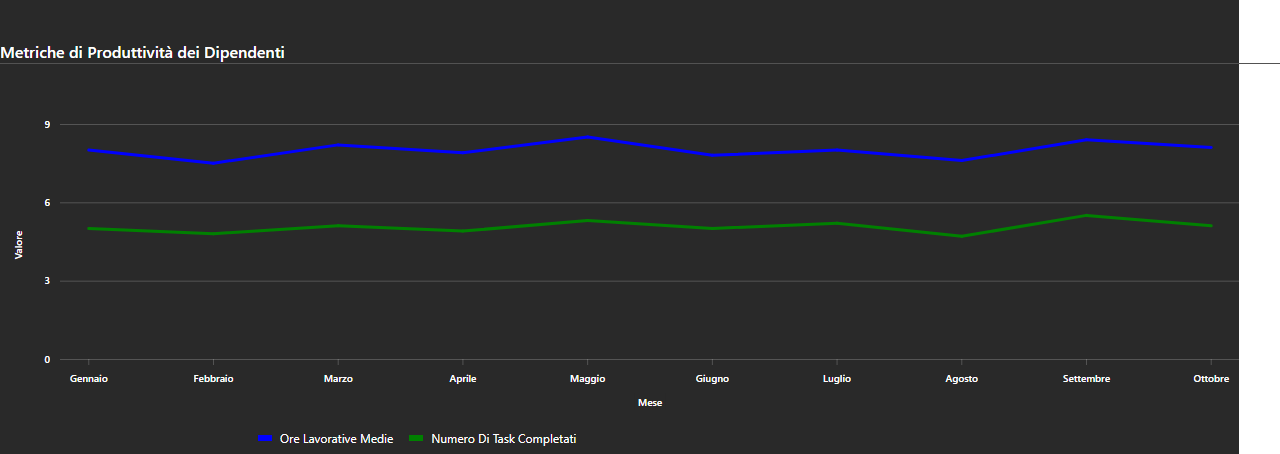 Metriche di Produttività dei Dipendenti
9
6
3
0
Valore
Gennaio Febbraio Marzo Aprile Maggio Giugno Luglio Agosto Settembre Ottobre
Mese
Ore Lavorative Medie Numero Di Task Completati